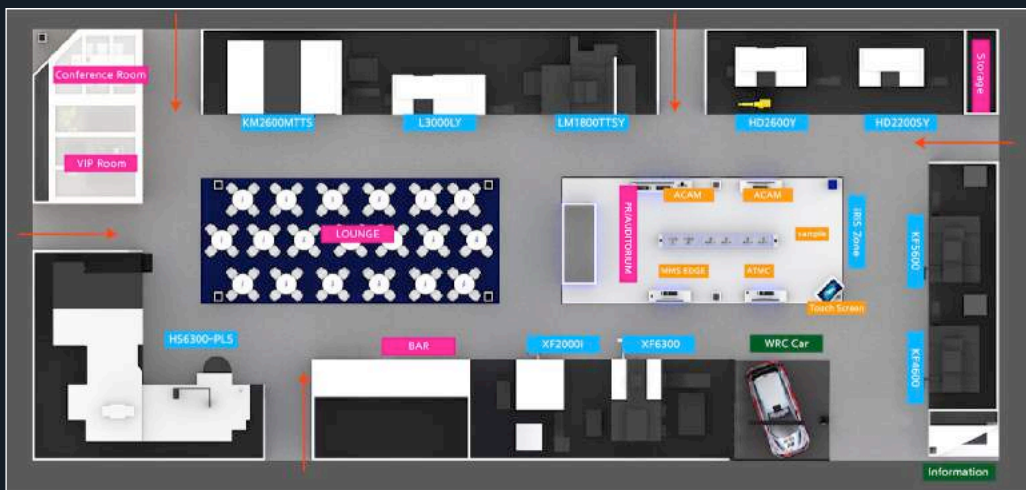 Conference Room
VIP Room
KM2600MTTS
L3000LY
LM1800TTSY
HD2600Y
HD2200SY
Storage
LOUNGE
PR/AUDITORIUM
ACAM
ACAM
sample
iRiS Zone
MMS EDGE
ATMC
Touch Screen
KF5600
KF4600
HS6300-PLS
BAR
XF2000i
XF6300
WRC Car
Information